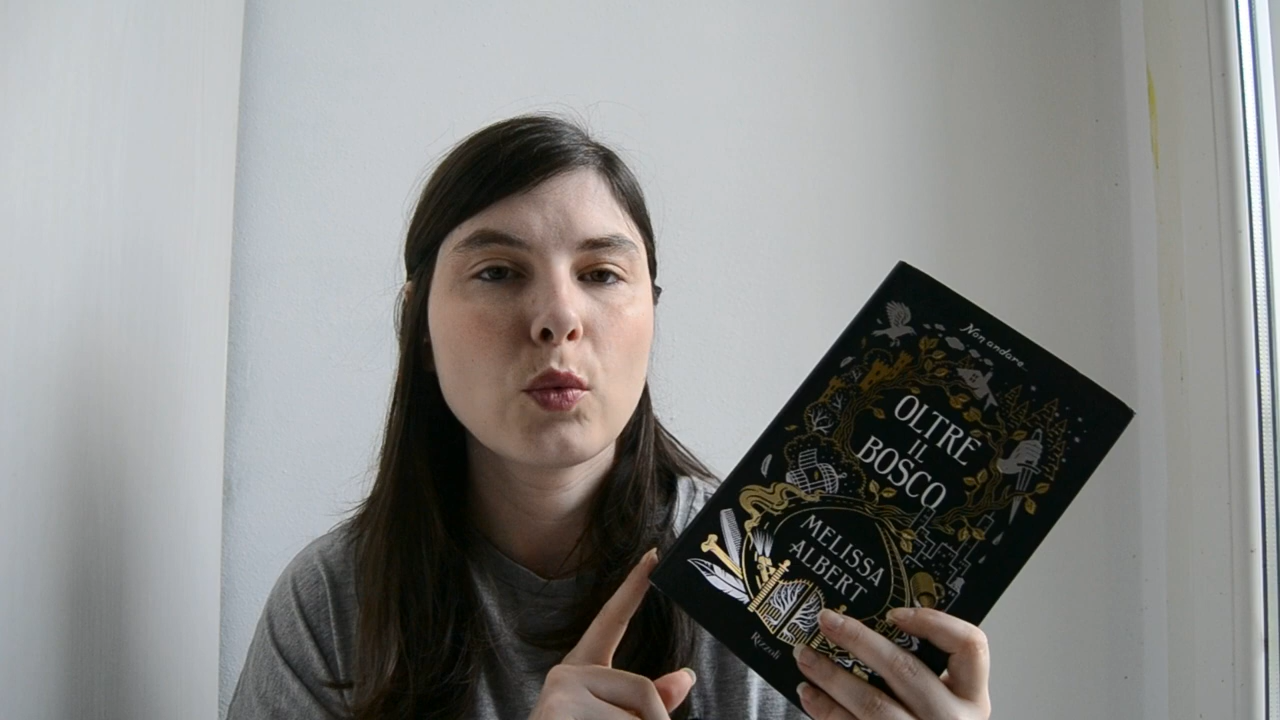 Non andare...
OLTRE
IL
BOSCO
MELISSA
ALBERT
Rizzoli